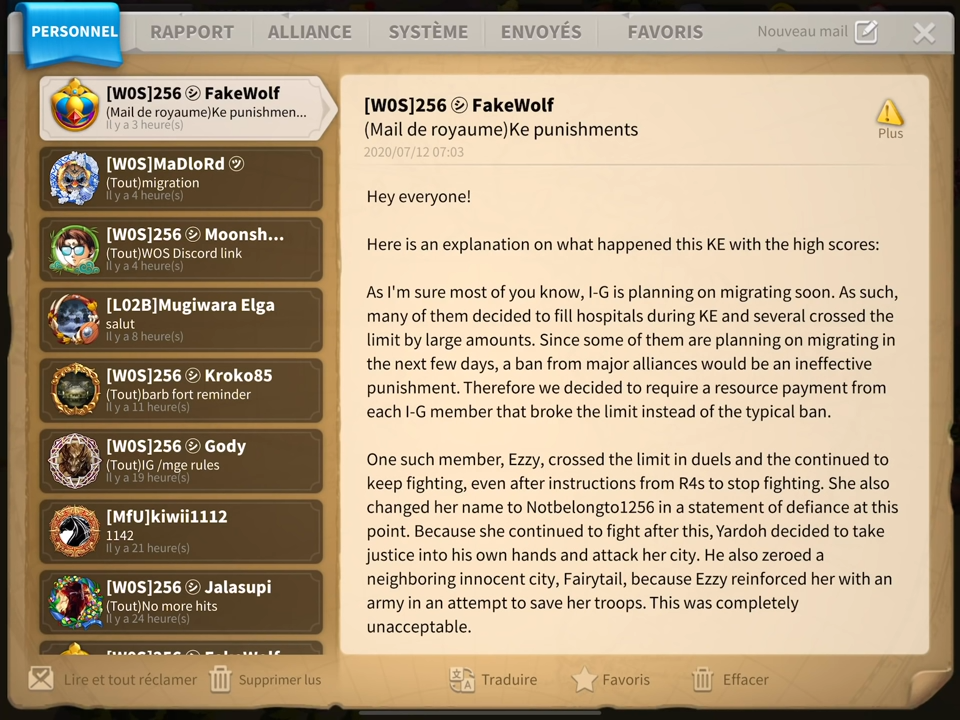 PERSONNEL
RAPPORT
ALLIANCE
SYSTÈME
ENVOYÉS
FAVORIS
Nouveau mail
[W0S]256 シ FakeWolf
(Mail de royaume)Ke punishmen...
Il y a 3 heure(s)
[W0S]MaDloRd ツ
(Tout)migration
Il y a 4 heure(s)
[W0S]256 シ Moonsh...
(Tout)WOS Discord link
Il y a 4 heure(s)
[L02B]Mugiwara Elga
salut
Il y a 8 heure(s)
[W0S]256 シ Kroko85
(Tout)barb fort reminder
Il y a 11 heure(s)
[W0S]256 シ Gody
(Tout)IG /mge rules
Il y a 19 heure(s)
[MfU]kiwii1112
1142
Il y a 21 heure(s)
[W0S]256 シ Jalasupi
(Tout)No more hits
Il y a 24 heure(s)
[W0S]256 シ FakeWolf
(Mail de royaume)Ke punishments
2020/07/12 07:03
Plus
Hey everyone!
Here is an explanation on what happened this KE with the high scores:
As I'm sure most of you know, I-G is planning on migrating soon. As such,
many of them decided to fill hospitals during KE and several crossed the
limit by large amounts. Since some of them are planning on migrating in
the next few days, a ban from major alliances would be an ineffective
punishment. Therefore we decided to require a resource payment from
each I-G member that broke the limit instead of the typical ban.
One such member, Ezzy, crossed the limit in duels and the continued to
keep fighting, even after instructions from R4s to stop fighting. She also
changed her name to Notbelongto1256 in a statement of defiance at this
point. Because she continued to fight after this, Yardoh decided to take
justice into his own hands and attack her city. He also zeroed a
neighboring innocent city, Fairytail, because Ezzy reinforced her with an
army in an attempt to save her troops. This was completely
unacceptable.
Lire et tout réclamer
Supprimer lus
Traduire
Favoris
Effacer